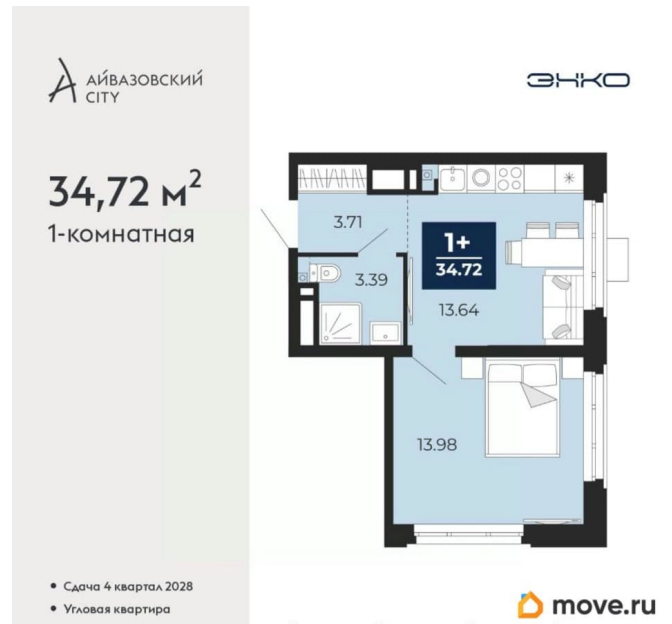 АЙВАЗОВСКИЙ
CITY
ЭНКО
34,72 м²
1-комнатная
3.71
1+
34.72
3.39
13.64
13.98
• Сдача 4 квартал 2028
• Угловая квартира
move.ru